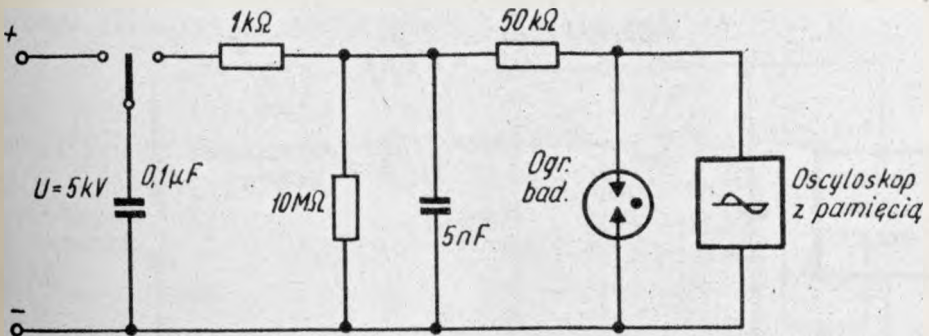 1kΩ
50kΩ
+
U=5kV
0,1μF
10MΩ
5nF
Ogr.
bad.
Oscyloskop
z pamięcią
-